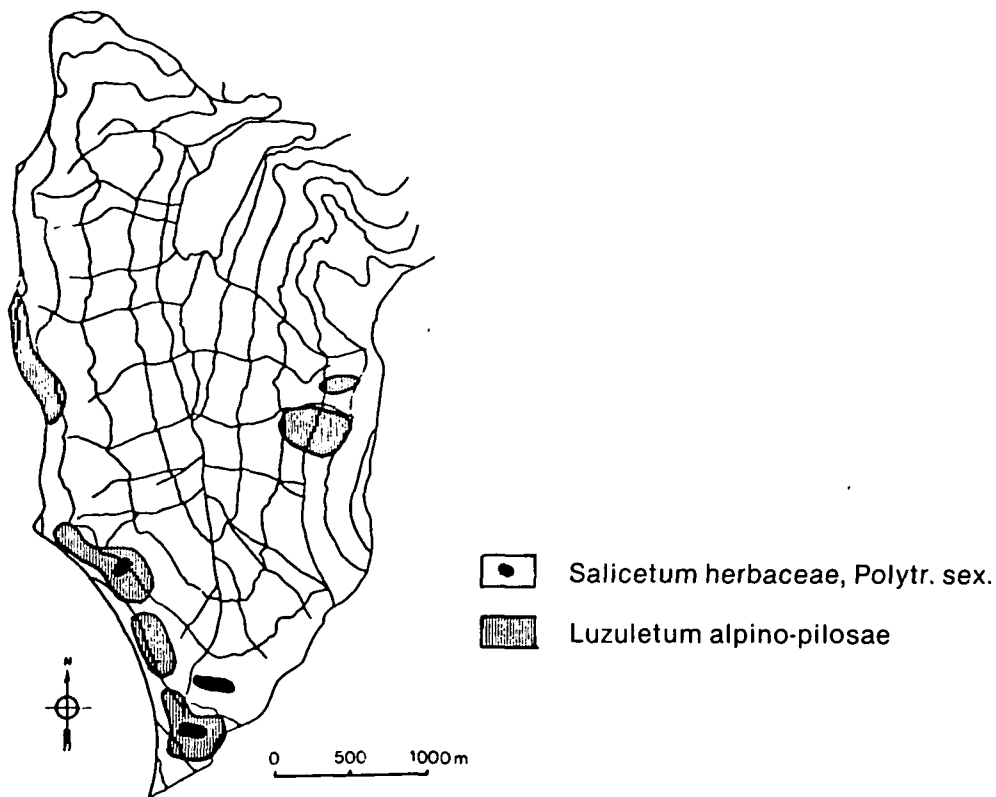 Salicetum herbaceae, Polytr. sex.
Luzuletum alpino-pilosae
N
0 500 1000 m